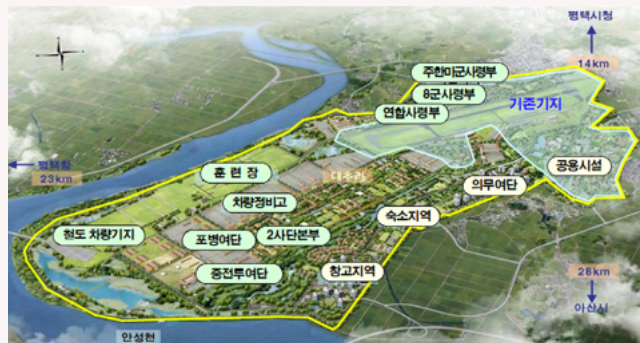 평택시청
14km
주한미군사령부
8군사령부
연합사령부
기존기지
평택항
23km
훈 련 장
대추리
공용시설
의무여단
차량정비고
숙소지역
철도 차량기지
포병여단
2사단본부
중전투여단
창고지역
28km
아산시
안성천